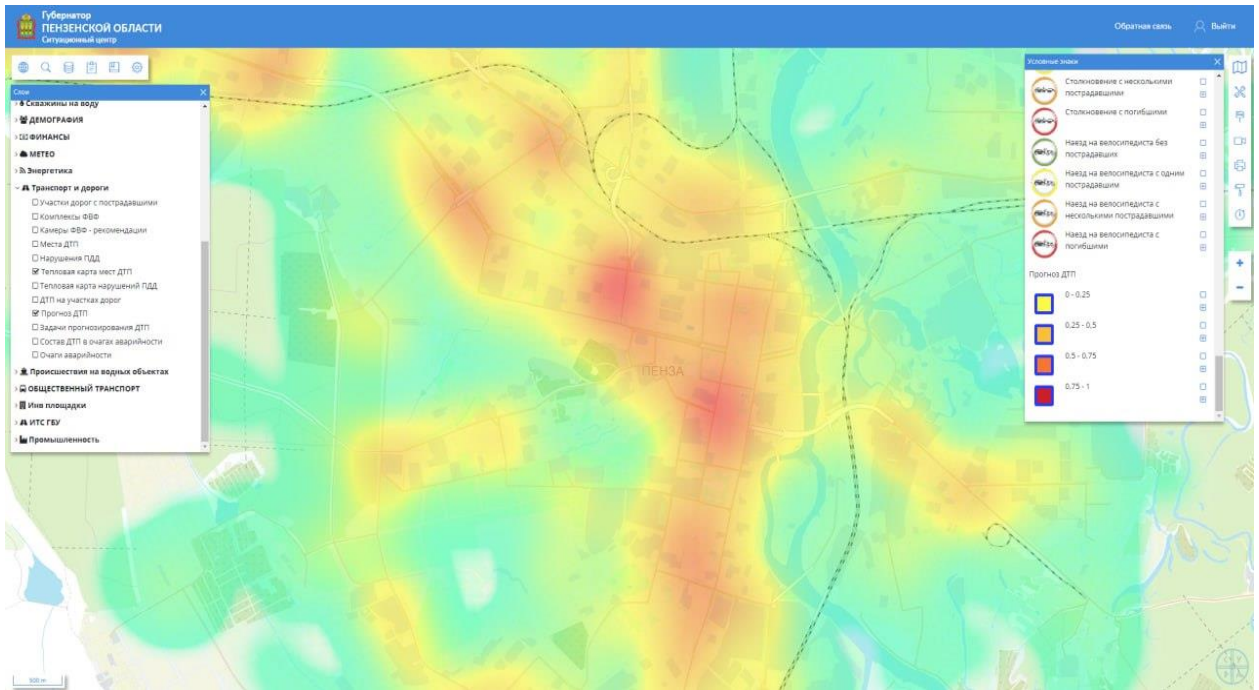 Губернатор
ПЕНЗЕНСКОЙ ОБЛАСТИ
Ситуационный центр
Обратная связь
Выйти
Слои
Скважины на воду
ДЕМОГРАФИЯ
ФИНАНСЫ
МЕТЕО
Энергетика
Транспорт и дороги
Участки дорог с пострадавшими
Комплексы ФВФ
Камеры ФВФ - рекомендации
Места ДТП
Нарушения ПДД
Тепловая карта мест ДТП
Тепловая карта нарушений ПДД
ДТП на участках дорог
Прогноз ДТП
Задачи прогнозирования ДТП
Состав ДТП в очагах аварийности
Очаги аварийности
Происшествия на водных объектах
ОБЩЕСТВЕННЫЙ ТРАНСПОРТ
Инв площадки
ИТС ГБУ
Промышленность
ПЕНЗА
Условные знаки
Столкновение с несколькими
пострадавшими
Столкновение с погибшими
Наезд на велосипедиста без
пострадавших
Наезд на велосипедиста с одним
пострадавшим
Наезд на велосипедиста с
несколькими пострадавшими
Наезд на велосипедиста с
погибшими
Прогноз ДТП
0 - 0,25
0,25 - 0,5
0,5 - 0,75
0,75 - 1
500 m